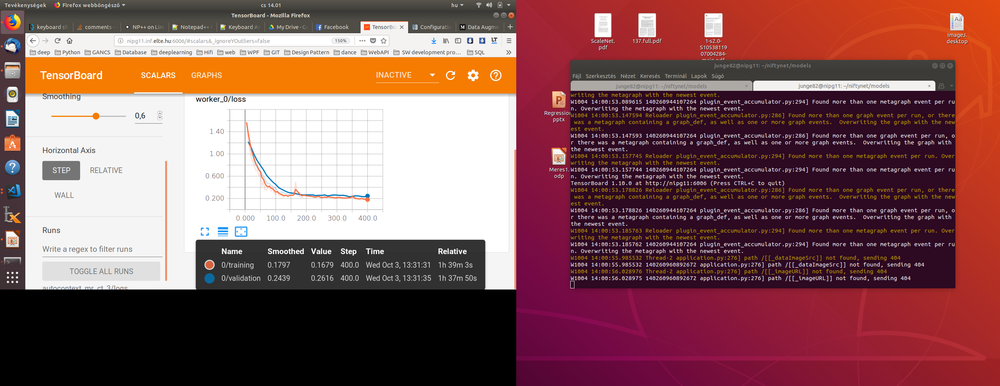 Tevékenységek
Firefox webböngésző
cs 14.01
hu
TensorBoard - Mozilla Firefox
keyboard sh
comments -
NP++ on Linu
Notepad++
Keyboard Ar
My Drive - Go
Facebook
TensorBo
Configuratio
Data Augme
nipg11.inf.elte.hu:6006/#scalars&_ignoreYOutliers=false
150%
LT
deep
Python
GANCS
Database
deeplearning
Hifi
web
WPF
GIT
Design Pattern
dance
WebAPI
SW development pro...
SQL
TensorBoard
SCALARS
GRAPHS
INACTIVE
Smoothing
0,6
Horizontal Axis
STEP
RELATIVE
WALL
Runs
Write a regex to filter runs
TOGGLE ALL RUNS
autocontext_mr_ct_3/logs
worker_0/loss
1.40
1.00
0.600
0.200
0.000 100.0 200.0 300.0 400.0
Name Smoothed Value Step Time Relative
0/training 0.1797 0.1679 400.0 Wed Oct 3, 13:31:31 1h 39m 3s
0/validation 0.2439 0.2616 400.0 Wed Oct 3, 13:31:35 1h 37m 50s
ScaleNet.
pdf
137.full.pdf
1-s2.0-
S10538119
07004284-
main.pdf
ImageJ.
desktop
Regression
pptx
Meres1.
odp
junge82@nipg11: ~/niftynet/models
Fájl Szerkesztés Nézet Keresés Terminál Lapok Súgó
junge82@nipg11: ~/niftynet/models
junge82@nipg11: ~/niftynet/models
writing the metagraph with the newest event.
W1004 14:00:53.089615 140260944107264 plugin_event_accumulator.py:294] Found more than one metagraph event per ru
n. Overwriting the metagraph with the newest event.
W1004 14:00:53.147594 Reloader plugin_event_accumulator.py:286] Found more than one graph event per run, or there
was a metagraph containing a graph_def, as well as one or more graph events.  Overwriting the graph with the new
est event.
W1004 14:00:53.147593 140260944107264 plugin_event_accumulator.py:286] Found more than one graph event per run, o
r there was a metagraph containing a graph_def, as well as one or more graph events.  Overwriting the graph with
the newest event.
W1004 14:00:53.157745 Reloader plugin_event_accumulator.py:294] Found more than one metagraph event per run. Over
writing the metagraph with the newest event.
W1004 14:00:53.157744 140260944107264 plugin_event_accumulator.py:294] Found more than one metagraph event per ru
n. Overwriting the metagraph with the newest event.
TensorBoard 1.10.0 at http://nipg11:6006 (Press CTRL+C to quit)
W1004 14:00:53.178826 Reloader plugin_event_accumulator.py:286] Found more than one graph event per run, or there
was a metagraph containing a graph_def, as well as one or more graph events.  Overwriting the graph with the new
est event.
W1004 14:00:53.178826 140260944107264 plugin_event_accumulator.py:286] Found more than one graph event per run, o
r there was a metagraph containing a graph_def, as well as one or more graph events.  Overwriting the graph with
the newest event.
W1004 14:00:53.185763 Reloader plugin_event_accumulator.py:294] Found more than one metagraph event per run. Over
writing the metagraph with the newest event.
W1004 14:00:53.185762 140260944107264 plugin_event_accumulator.py:294] Found more than one metagraph event per ru
n. Overwriting the metagraph with the newest event.
W1004 14:00:55.985532 Thread-2 application.py:276] path /[[_dataImageSrc]] not found, sending 404
W1004 14:00:55.985532 140260960892672 application.py:276] path /[[_dataImageSrc]] not found, sending 404
W1004 14:00:56.028976 Thread-2 application.py:276] path /[[_imageURL]] not found, sending 404
W1004 14:00:56.028975 140260960892672 application.py:276] path /[[_imageURL]] not found, sending 404